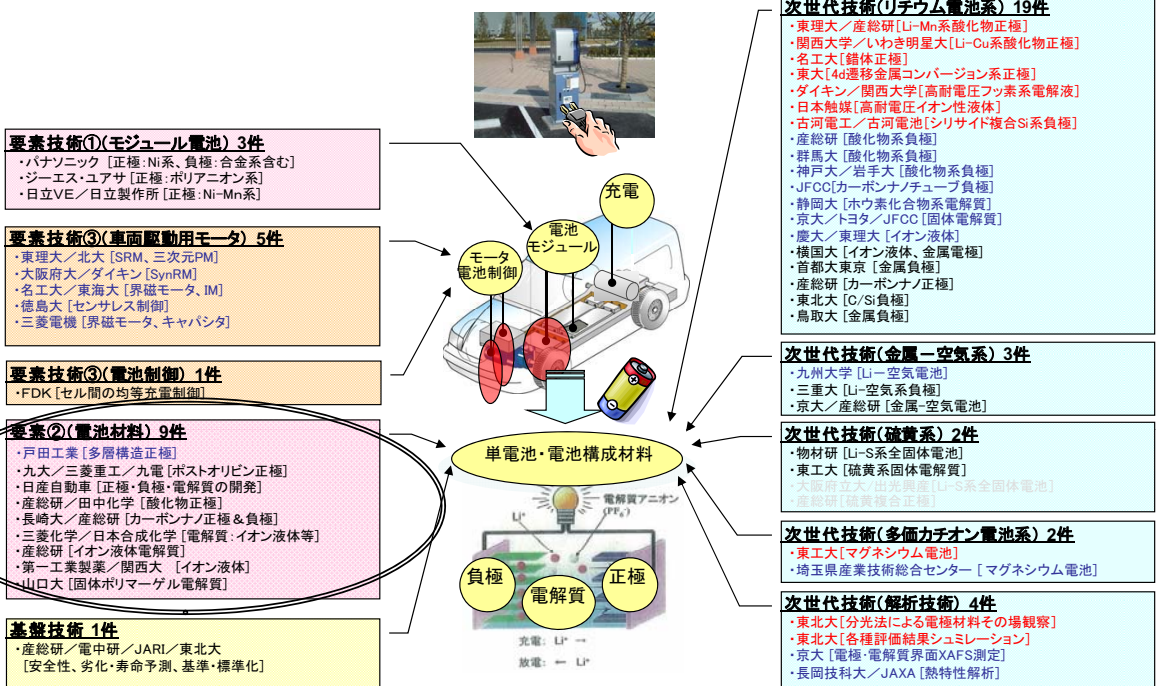 要素技術①(モジュール電池) 3件
・パナソニック [正極:Ni系、負極:合金系含む]
・ジーエス・ユアサ [正極:ポリアニオン系]
・日立VE/日立製作所 [正極:Ni-Mn系]
要素技術③(車両駆動用モータ) 5件
・東理大/北大 [SRM、三次元PM]
・大阪府大/ダイキン [SynRM]
・名工大/東海大 [界磁モータ、IM]
・徳島大 [センサレス制御]
・三菱電機 [界磁モータ、キャパシタ]
要素技術③(電池制御) 1件
・FDK [セル間の均等充電制御]
要素②(電池材料) 9件
・戸田工業 [多層構造正極]
・九大/三菱重工/九電 [ポストオリビン正極]
・日産自動車 [正極・負極・電解質の開発]
・産総研/田中化学 [酸化物正極]
・長崎大/産総研 [カーボンナノ正極&負極]
・三菱化学/日本合成化学 [電解質:イオン液体等]
・産総研 [イオン液体電解質]
・第一工業製薬/関西大 [イオン液体]
・山口大 [固体ポリマーゲル電解質]
基盤技術 1件
・産総研/電中研/JARI/東北大
[安全性、劣化・寿命予測、基準・標準化]
充電
電池
モジュール
モータ
電池制御
単電池・電池構成材料
電解質アニオン
(PF₆⁻)
Li⁺
負極
電解質
正極
充電: Li⁺ →
放電: ← Li⁺
次世代技術(リチウム電池系) 19件
・東理大/産総研[Li-Mn系酸化物正極]
・関西大学/いわき明星大[Li-Cu系酸化物正極]
・名工大[錯体正極]
・東大[4d遷移金属コンバージョン系正極]
・ダイキン/関西大学[高耐電圧フッ素系電解液]
・日本触媒[高耐電圧イオン性液体]
・古河電工/古河電池[シリサイド複合Si系負極]
・産総研 [酸化物系負極]
・群馬大 [酸化物系負極]
・神戸大/岩手大 [酸化物系負極]
・JFCC[カーボンナノチューブ負極]
・静岡大 [ホウ素化合物系電解質]
・京大/トヨタ/JFCC [固体電解質]
・慶大/東理大 [イオン液体]
・横国大 [イオン液体、金属電極]
・首都大東京 [金属負極]
・産総研 [カーボンナノ正極]
・東北大 [C/Si負極]
・鳥取大 [金属負極]
次世代技術(金属-空気系) 3件
・九州大学 [Li-空気電池]
・三重大 [Li-空気系負極]
・京大/産総研 [金属-空気電池]
次世代技術(硫黄系) 2件
・物材研 [Li-S系全固体電池]
・東工大 [硫黄系固体電解質]
・大阪府立大/出光興産[Li-S系全固体電池]
・産総研[硫黄複合正極]
次世代技術(多価カチオン電池系) 2件
・東工大[マグネシウム電池]
・埼玉県産業技術総合センター [マグネシウム電池]
次世代技術(解析技術) 4件
・東北大[分光法による電極材料その場観察]
・東北大[各種評価結果シュミレーション]
・京大 [電極・電解質界面XAFS測定]
・長岡技科大/JAXA [熱特性解析]